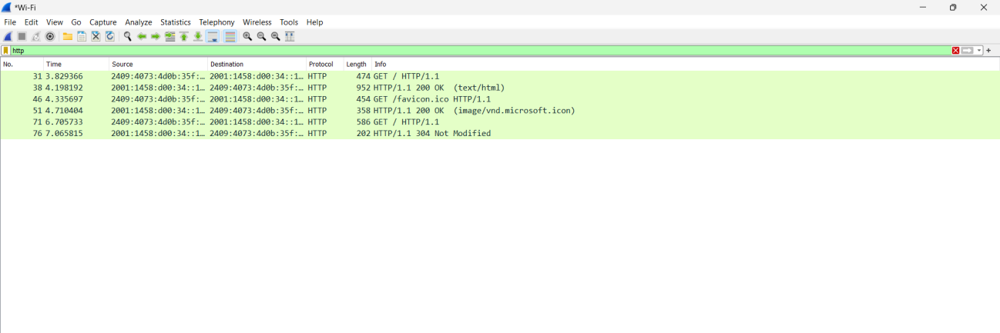 *Wi-Fi
File Edit View Go Capture Analyze Statistics Telephony Wireless Tools Help
http
No. Time Source Destination Protocol Length Info
31 3.829366 2409:4073:4d0b:35f:… 2001:1458:d00:34::1… HTTP 474 GET / HTTP/1.1
38 4.198192 2001:1458:d00:34::1… 2409:4073:4d0b:35f:… HTTP 952 HTTP/1.1 200 OK (text/html)
46 4.335697 2409:4073:4d0b:35f:… 2001:1458:d00:34::1… HTTP 454 GET /favicon.ico HTTP/1.1
51 4.710404 2001:1458:d00:34::1… 2409:4073:4d0b:35f:… HTTP 358 HTTP/1.1 200 OK (image/vnd.microsoft.icon)
71 6.705733 2409:4073:4d0b:35f:… 2001:1458:d00:34::1… HTTP 586 GET / HTTP/1.1
76 7.065815 2001:1458:d00:34::1… 2409:4073:4d0b:35f:… HTTP 202 HTTP/1.1 304 Not Modified